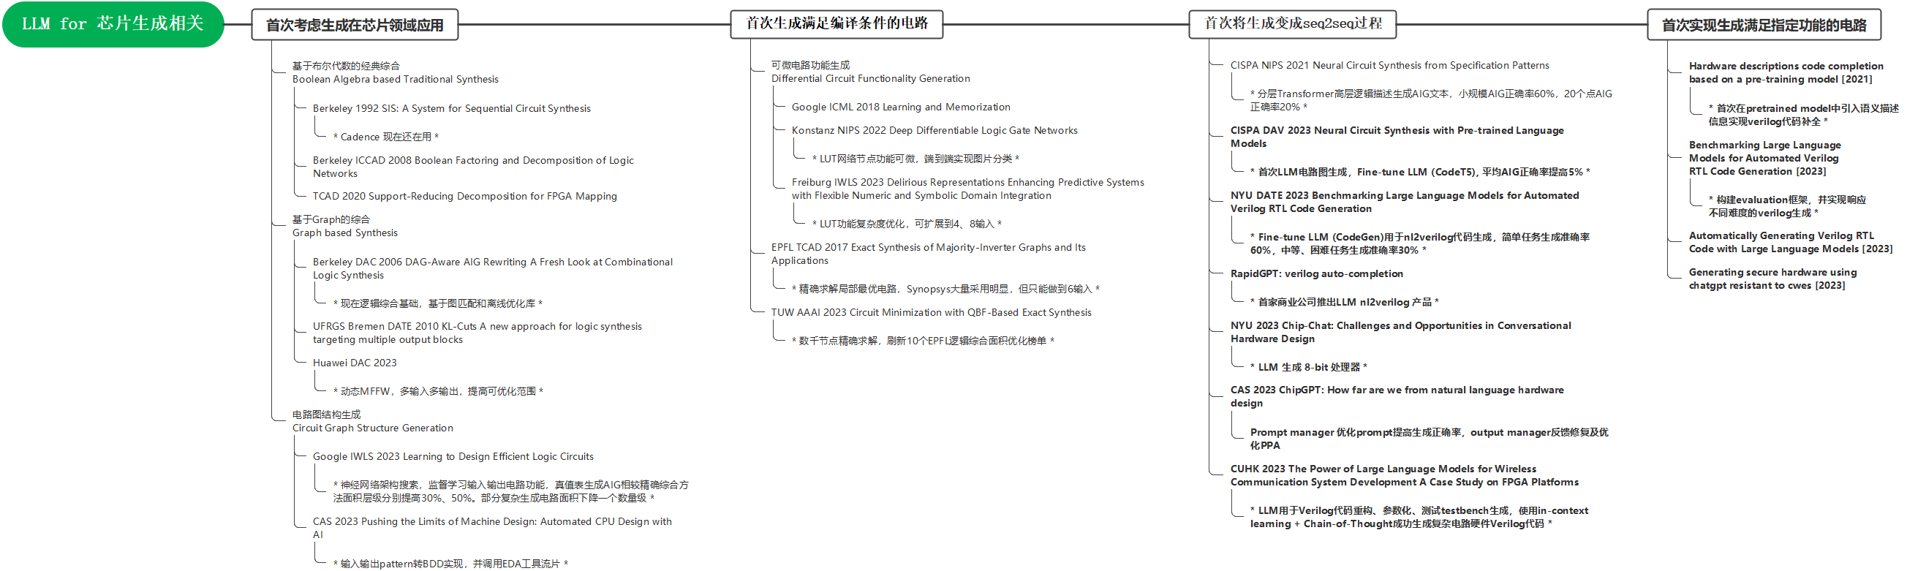 LLM for 芯片生成相关
首次考虑生成在芯片领域应用
基于布尔代数的经典综合
Boolean Algebra based Traditional Synthesis
Berkeley 1992 SIS: A System for Sequential Circuit Synthesis
* Cadence 现在还在用 *
Berkeley ICCAD 2008 Boolean Factoring and Decomposition of Logic
Networks
TCAD 2020 Support-Reducing Decomposition for FPGA Mapping
基于Graph的综合
Graph based Synthesis
Berkeley DAC 2006 DAG-Aware AIG Rewriting A Fresh Look at Combinational
Logic Synthesis
* 现在逻辑综合基础，基于图匹配和离线优化库 *
UFRGS Bremen DATE 2010 KL-Cuts A new approach for logic synthesis
targeting multiple output blocks
Huawei DAC 2023
* 动态MFFW，多输入多输出，提高可优化范围 *
电路图结构生成
Circuit Graph Structure Generation
Google IWLS 2023 Learning to Design Efficient Logic Circuits
* 神经网络架构搜索，监督学习输入输出电路功能，真值表生成AIG相较精确综合方
法面积层级分别提高30%、50%。部分复杂生成电路面积下降一个数量级 *
CAS 2023 Pushing the Limits of Machine Design: Automated CPU Design with
AI
* 输入输出pattern转BDD实现，并调用EDA工具流片 *
首次生成满足编译条件的电路
可微电路功能生成
Differential Circuit Functionality Generation
Google ICML 2018 Learning and Memorization
Konstanz NIPS 2022 Deep Differentiable Logic Gate Networks
* LUT网络节点功能可微，端到端实现图片分类 *
Freiburg IWLS 2023 Delirious Representations Enhancing Predictive Systems
with Flexible Numeric and Symbolic Domain Integration
* LUT功能复杂度优化，可扩展到4、8输入 *
EPFL TCAD 2017 Exact Synthesis of Majority-Inverter Graphs and Its
Applications
* 精确求解局部最优电路，Synopsys大量采用明显，但只能做到6输入 *
TUW AAAI 2023 Circuit Minimization with QBF-Based Exact Synthesis
* 数千节点精确求解，刷新10个EPFL逻辑综合面积优化榜单 *
首次将生成变成seq2seq过程
CISPA NIPS 2021 Neural Circuit Synthesis from Specification Patterns
* 分层Transformer高层逻辑描述生成AIG文本，小规模AIG正确率60%，20个点AIG
正确率20% *
CISPA DAV 2023 Neural Circuit Synthesis with Pre-trained Language
Models
* 首次LLM电路图生成，Fine-tune LLM (CodeT5), 平均AIG正确率提高5% *
NYU DATE 2023 Benchmarking Large Language Models for Automated
Verilog RTL Code Generation
* Fine-tune LLM (CodeGen)用于nl2verilog代码生成，简单任务生成准确率
60%，中等、困难任务生成准确率30% *
RapidGPT: verilog auto-completion
* 首家商业公司推出LLM nl2verilog 产品 *
NYU 2023 Chip-Chat: Challenges and Opportunities in Conversational
Hardware Design
* LLM 生成 8-bit 处理器 *
CAS 2023 ChipGPT: How far are we from natural language hardware
design
Prompt manager 优化prompt提高生成正确率，output manager反馈修复及优
化PPA
CUHK 2023 The Power of Large Language Models for Wireless
Communication System Development A Case Study on FPGA Platforms
* LLM用于Verilog代码重构、参数化、测试testbench生成，使用in-context
learning + Chain-of-Thought成功生成复杂电路硬件Verilog代码 *
首次实现生成满足指定功能的电路
Hardware descriptions code completion
based on a pre-training model [2021]
* 首次在pretrained model中引入语义描述
信息实现verilog代码补全 *
Benchmarking Large Language
Models for Automated Verilog
RTL Code Generation [2023]
* 构建evaluation框架，并实现响应
不同难度的verilog生成 *
Automatically Generating Verilog RTL
Code with Large Language Models [2023]
Generating secure hardware using
chatgpt resistant to cwes [2023]